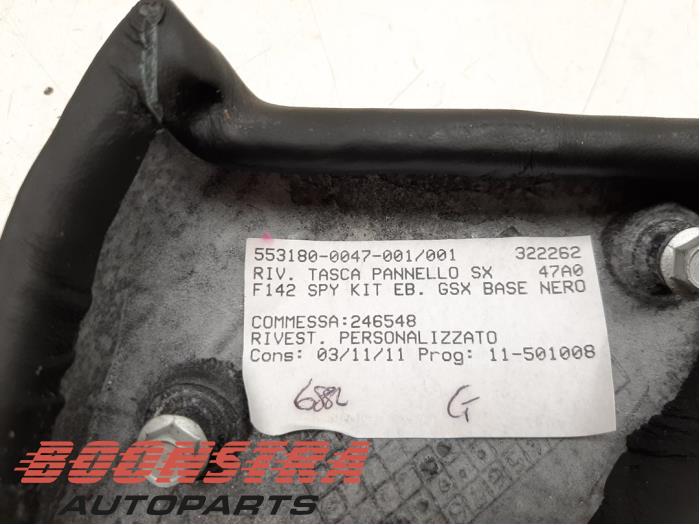 553180-0047-001/001 322262
RIV. TASCA PANNELLO SX 47A0
F142 SPY KIT EB. GSX BASE NERO
COMMESSA:246548
RIVEST. PERSONALIZZATO
Cons: 03/11/11 Prog: 11-501008
G
BOONSTRA
AUTOPARTS